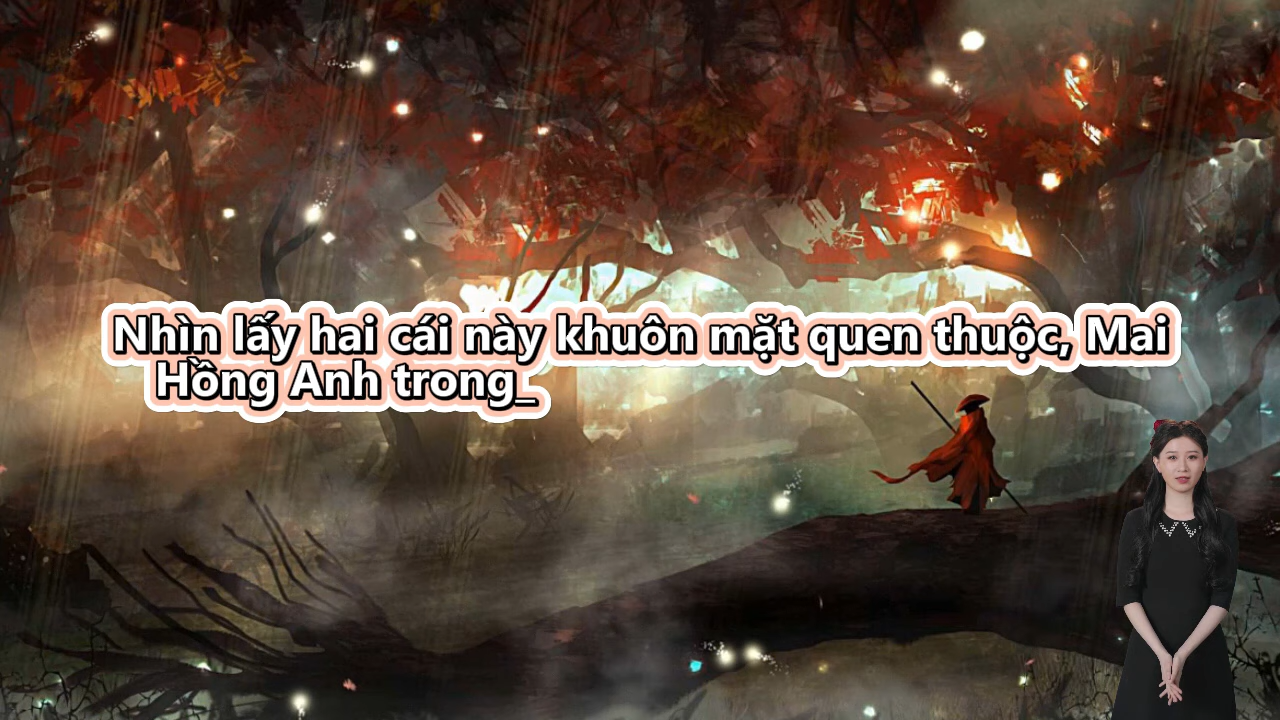 Nhìn lấy hai cái này khuôn mặt quen thuộc, Mai
Hồng Anh trong_